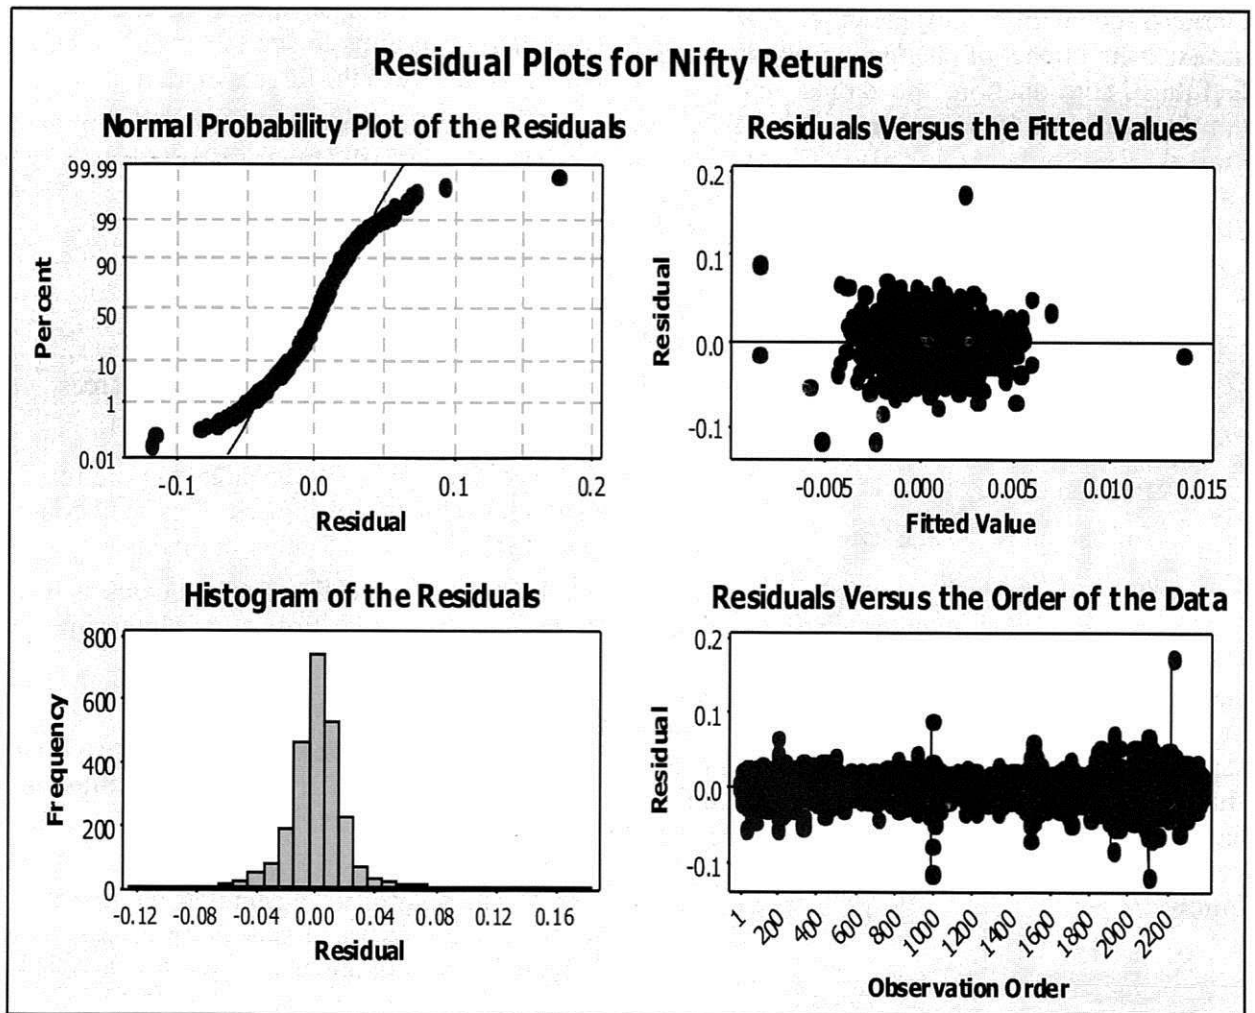 Residual Plots for Nifty Returns
Normal Probability Plot of the Residuals
99.99
99
90
50
10
1
0.01
Percent
-0.1 0.0 0.1 0.2
Residual
Residuals Versus the Fitted Values
0.2
0.1
0.0
-0.1
Residual
-0.005 0.000 0.005 0.010 0.015
Fitted Value
Histogram of the Residuals
800
600
400
200
0
Frequency
-0.12 -0.08 -0.04 0.00 0.04 0.08 0.12 0.16
Residual
Residuals Versus the Order of the Data
0.2
0.1
0.0
-0.1
Residual
1 200 400 600 800 1000 1200 1400 1600 1800 2000 2200
Observation Order